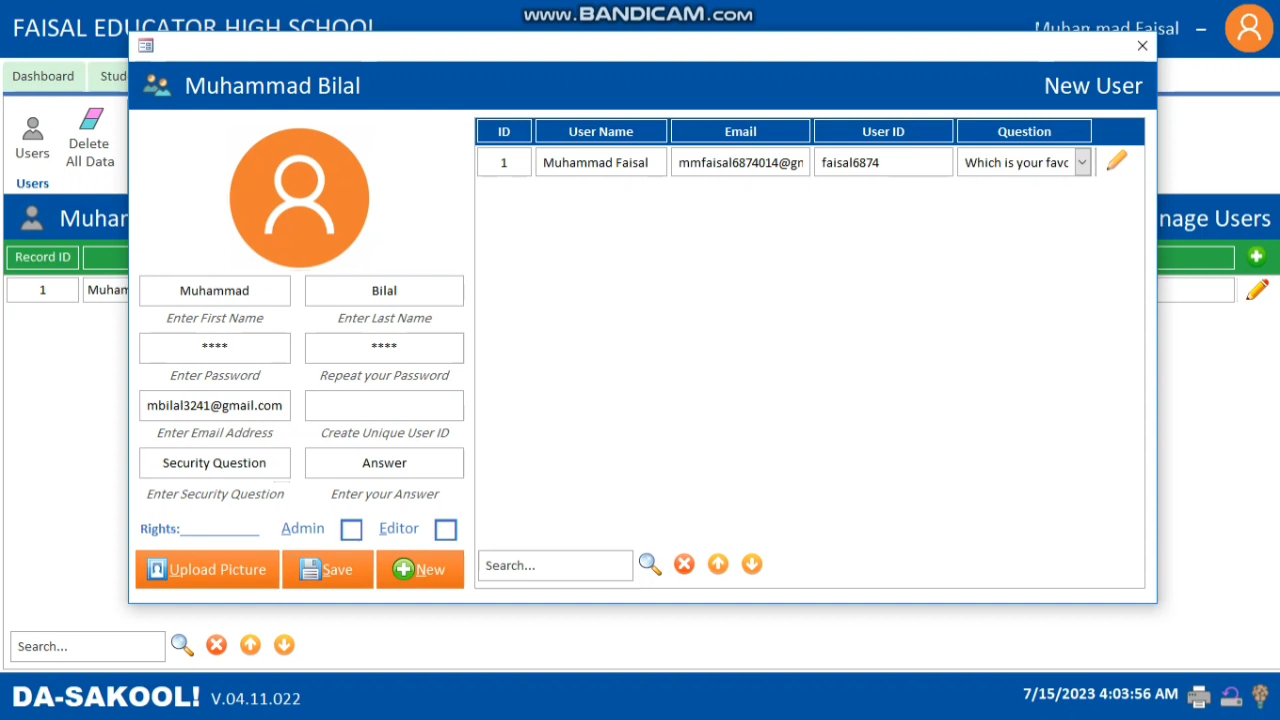 www.BANDICAM.com
FAISAL EDUCATOR HIGH SCHOOL
Muhammad Faisal
Dashboard
Users
Delete
All Data
Users
Muhammad Bilal
New User
ID User Name Email User ID Question
1 Muhammad Faisal mmfaisal6874014@gm faisal6874 Which is your favo
Muhammad Bilal
Enter First Name Enter Last Name
**** ****
Enter Password Repeat your Password
mbilal3241@gmail.com
Enter Email Address Create Unique User ID
Security Question Answer
Enter Security Question Enter your Answer
Rights: Admin Editor
Upload Picture Save New
Search...
Record ID
1
Search...
DA-SAKOOL! V.04.11.022
7/15/2023 4:03:56 AM